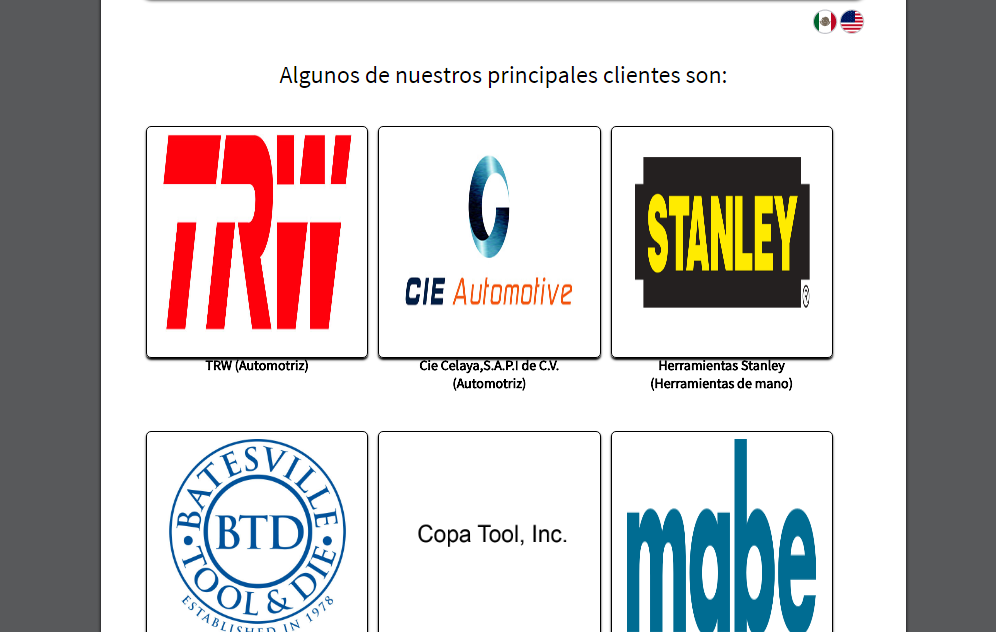 Algunos de nuestros principales clientes son:
TRW
CIE Automotive
STANLEY
®
TRW (Automotriz)
Cie Celaya,S.A.P.I de C.V.
(Automotriz)
Herramientas Stanley
(Herramientas de mano)
BATESVILLE
BTD
TOOL & DIE
ESTABLISHED IN 1978
Copa Tool, Inc.
mabe